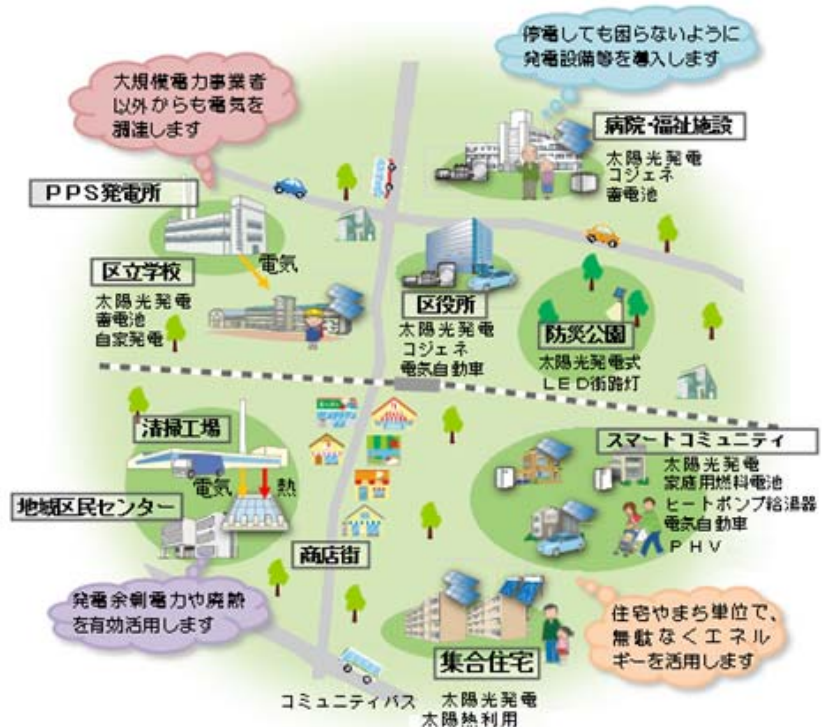 停電しても困らないように
発電設備等を導入します
大規模電力事業者
以外からも電気を
調達します
病院・福祉施設
太陽光発電
コジェネ
蓄電池
PPS発電所
電気
区立学校
太陽光発電
蓄電池
自家発電
区役所
太陽光発電
コジェネ
電気自動車
防災公園
太陽光発電式
LED街路灯
清掃工場
電気
熱
地域区民センター
商店街
スマートコミュニティ
太陽光発電
家庭用燃料電池
ヒートポンプ給湯器
電気自動車
PHV
発電余剰電力や廃熱
を有効活用します
住宅やまち単位で、
無駄なくエネル
ギーを活用します
集合住宅
コミュニティバス
太陽光発電
太陽熱利用